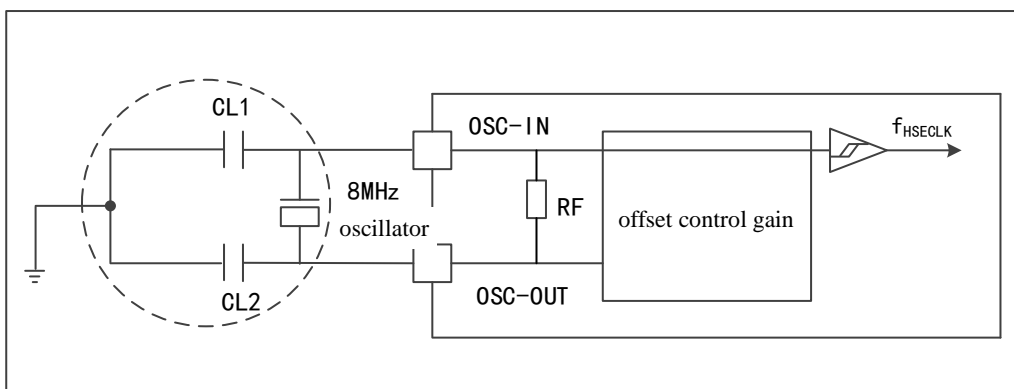 CL1
OSC-IN
fHSECLK
8MHz
oscillator
RF
offset control gain
CL2
OSC-OUT